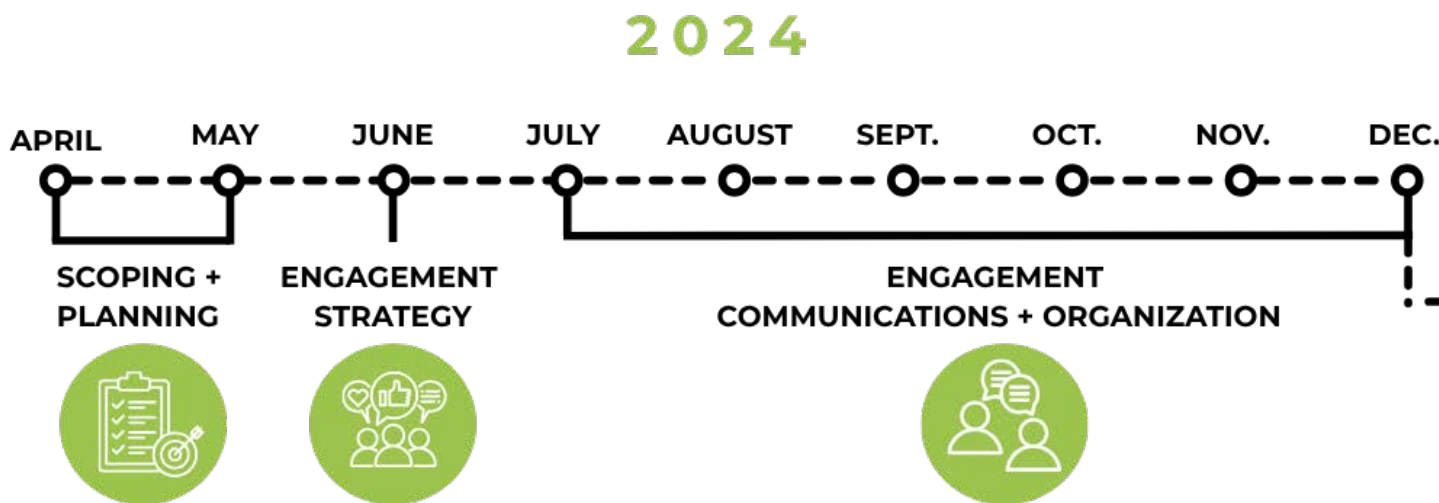 2024
APRIL MAY JUNE JULY AUGUST SEPT. OCT. NOV. DEC.
SCOPING +
PLANNING
ENGAGEMENT
STRATEGY
ENGAGEMENT
COMMUNICATIONS + ORGANIZATION